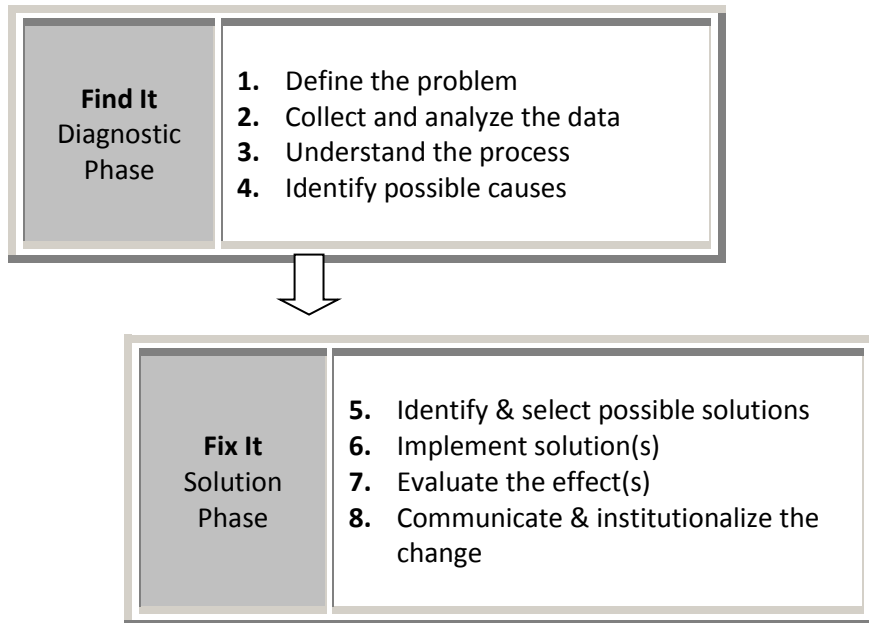 Find It
Diagnostic
Phase
1. Define the problem
2. Collect and analyze the data
3. Understand the process
4. Identify possible causes
Fix It
Solution
Phase
5. Identify & select possible solutions
6. Implement solution(s)
7. Evaluate the effect(s)
8. Communicate & institutionalize the
change